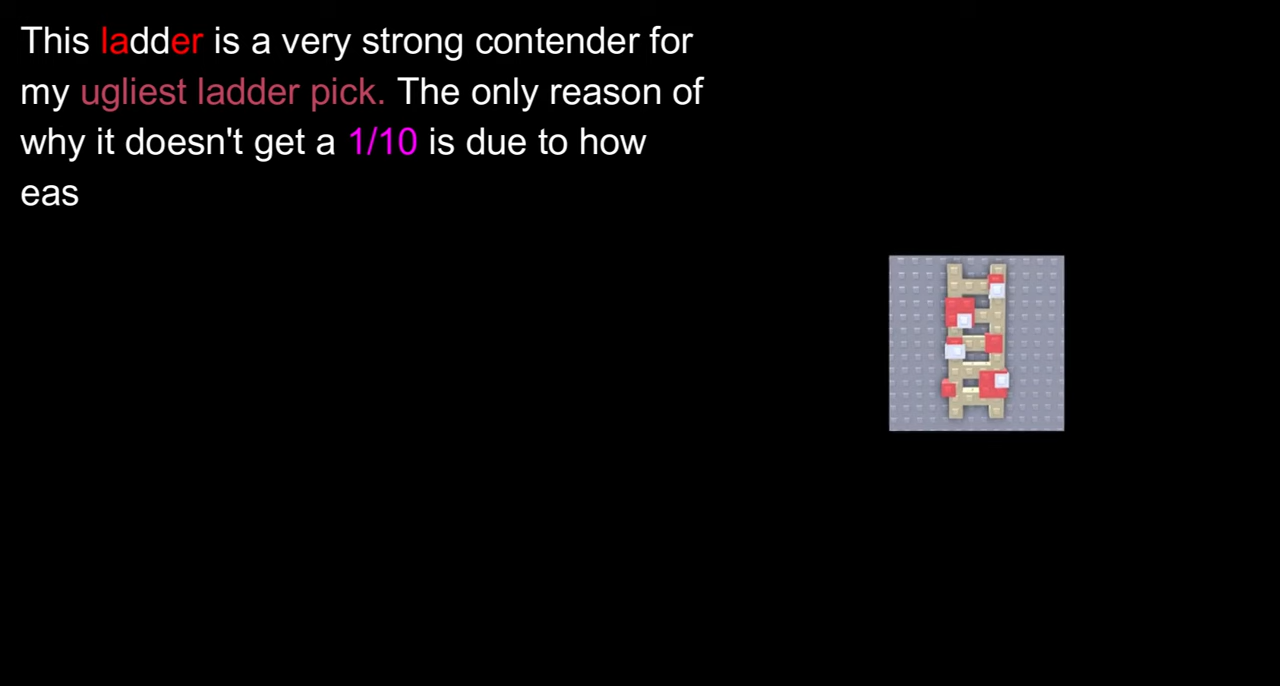 This ladder is a very strong contender for
my ugliest ladder pick. The only reason of
why it doesn't get a 1/10 is due to how
eas